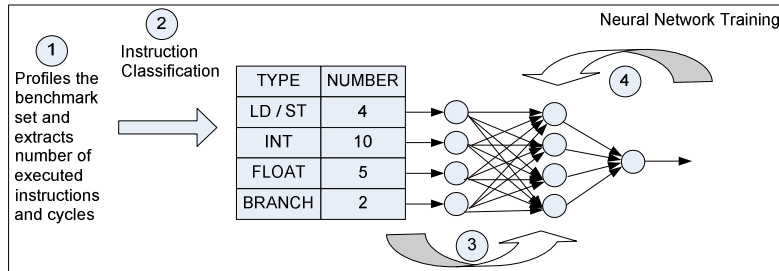 Neural Network Training
1
Profiles the
benchmark
set and
extracts
number of
executed
instructions
and cycles
2
Instruction
Classification
TYPE NUMBER
LD / ST 4
INT 10
FLOAT 5
BRANCH 2
3
4